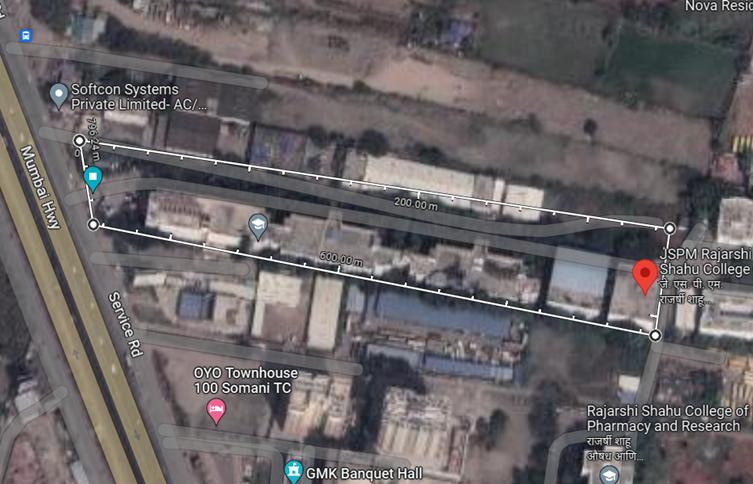 Nova Resid
Softcon Systems
Private Limited- AC/...
0
Mumbai Hwy
200.00 m
600.00 m
JSPM Rajarshi
Shahu College
जे. एस. पी. एम.
राजर्षी शाहू...
Service Rd
OYO Townhouse
100 Somani TC
Rajarshi Shahu College of
Pharmacy and Research
राजर्षी शाहू
औषध आणि...
GMK Banquet Hall